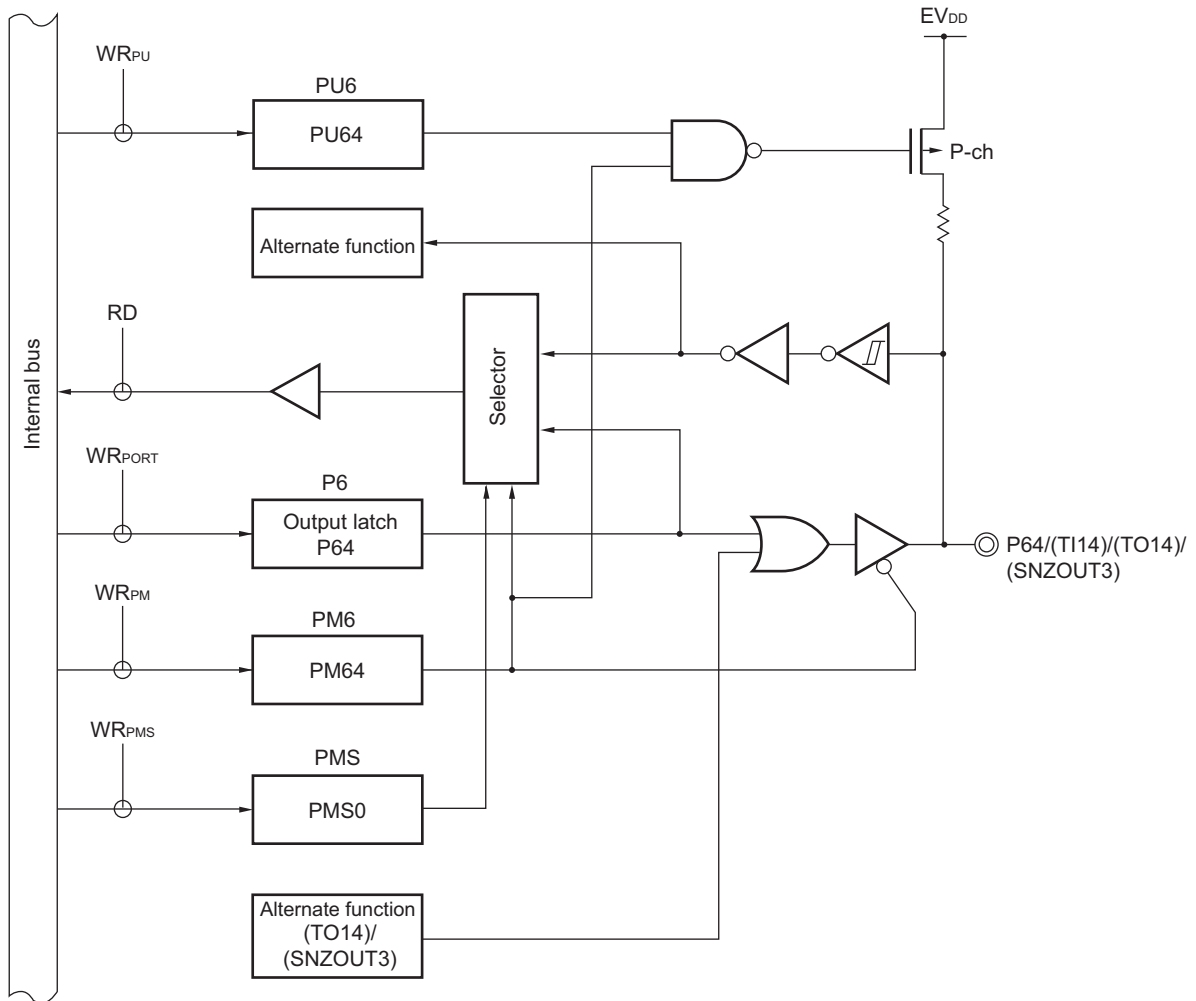 EVDD
WRPU
PU6
PU64
P-ch
Alternate function
RD
Selector
Internal bus
WRPORT
P6
Output latch
P64
P64/(TI14)/(TO14)/
(SNZOUT3)
WRPM
PM6
PM64
WRPMS
PMS
PMS0
Alternate function
(TO14)/
(SNZOUT3)